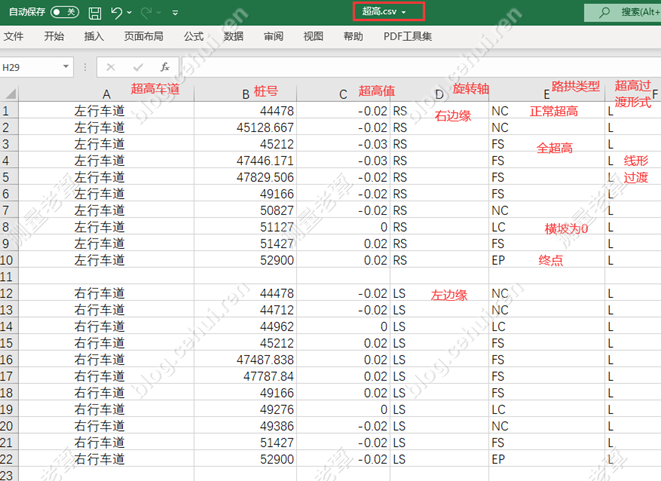 自动保存 关 超高.csv 搜索(Alt+
文件 开始 插入 页面布局 公式 数据 审阅 视图 帮助 PDF工具集
H29 fx
超高车道 桩号 超高值 旋转轴 路拱类型 超高过渡形式
A B C D E F
1 左行车道 44478 -0.02 RS 右边缘 NC 正常超高 L
2 左行车道 45128.667 -0.02 RS NC L
3 左行车道 45212 -0.03 RS FS 全超高 L
4 左行车道 47446.171 -0.03 RS FS L 线形
5 左行车道 47829.506 -0.02 RS FS L 过渡
6 左行车道 49166 -0.02 RS FS L
7 左行车道 50827 -0.02 RS NC L
8 左行车道 51127 0 RS LC 横坡为0 L
9 左行车道 51427 0.02 RS FS L
10 左行车道 52900 0.02 RS EP 终点 L
11
12 右行车道 44478 -0.02 LS 左边缘 NC L
13 右行车道 44712 -0.02 LS NC L
14 右行车道 44962 0 LS LC L
15 右行车道 45212 0.02 LS FS L
16 右行车道 47487.838 0.02 LS FS L
17 右行车道 47787.84 0.02 LS FS L
18 右行车道 49166 0.02 LS FS L
19 右行车道 49276 0 LS LC L
20 右行车道 49386 -0.02 LS NC L
21 右行车道 51427 -0.02 LS FS L
22 右行车道 52900 -0.02 LS EP L
23
blog.cehui.ren
测量老覃